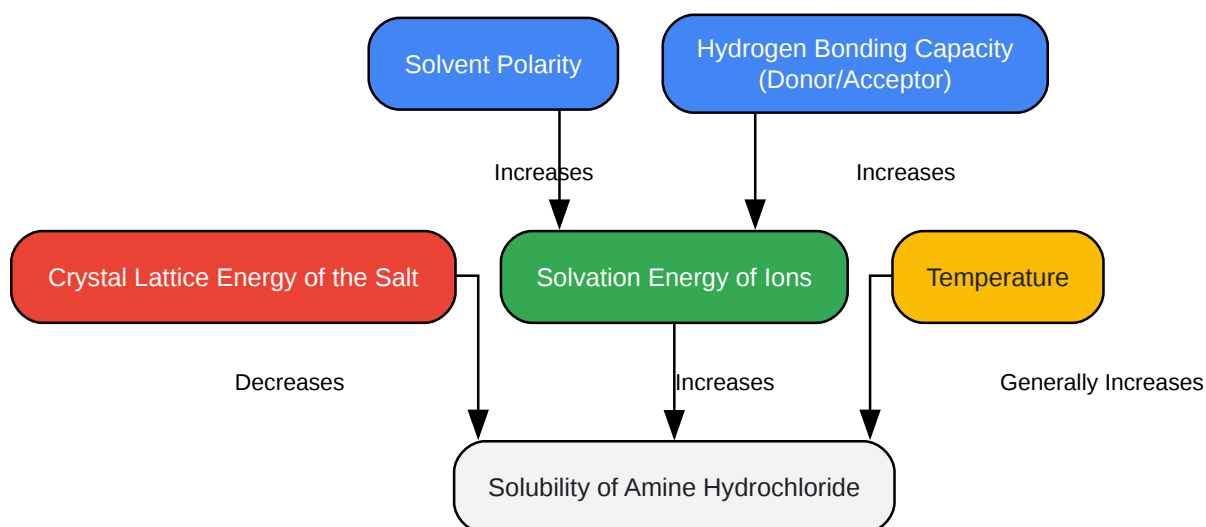 Solvent Polarity
Hydrogen Bonding Capacity
(Donor/Acceptor)
Increases
Increases
Crystal Lattice Energy of the Salt
Solvation Energy of Ions
Temperature
Decreases
Increases
Generally Increases
Solubility of Amine Hydrochloride